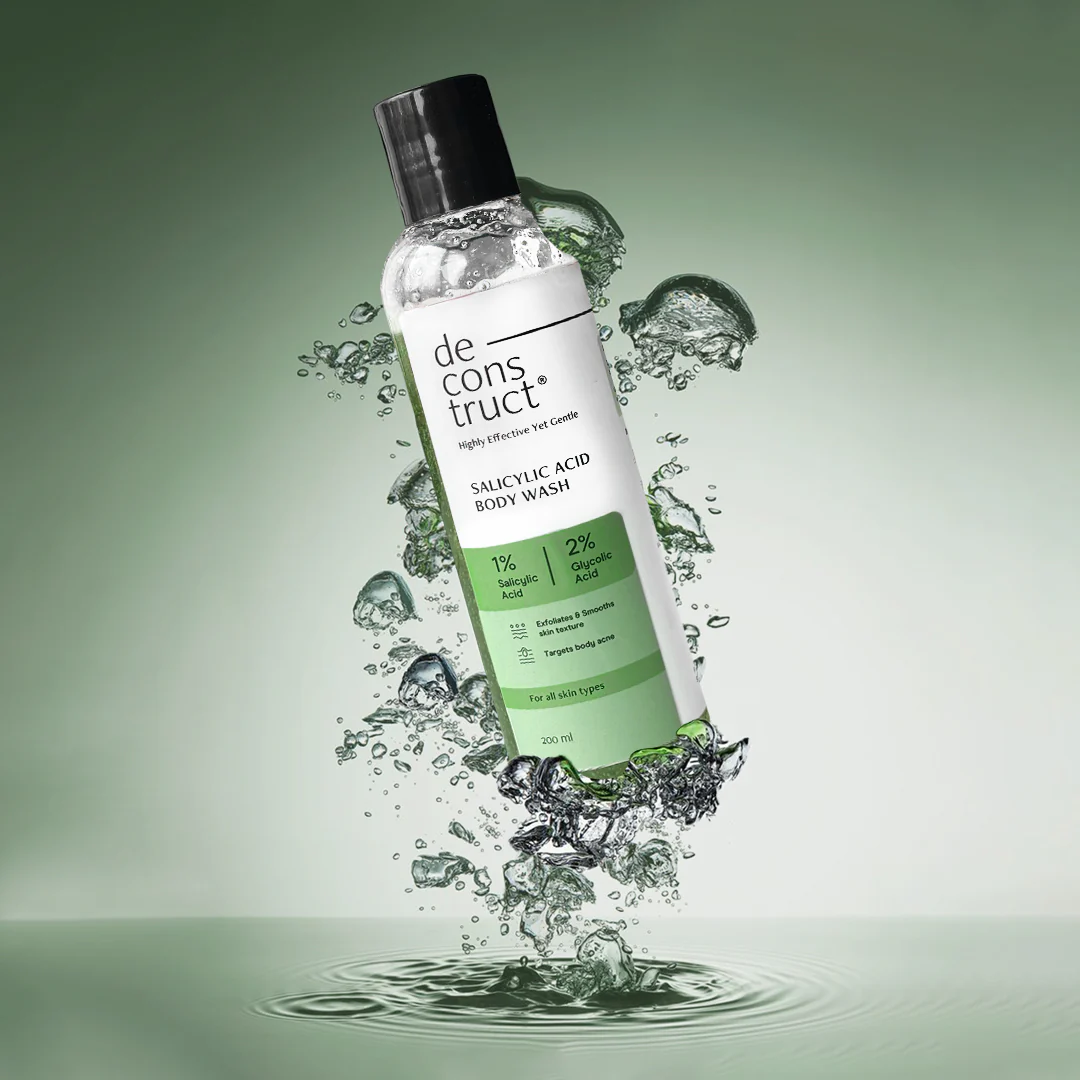 de
cons
truct®
Highly Effective Yet Gentle
SALICYLIC ACID
BODY WASH
1%
Salicylic
Acid
2%
Glycolic
Acid
Exfoliates & Smooths
skin texture
Targets body acne
For all skin types
200 ml